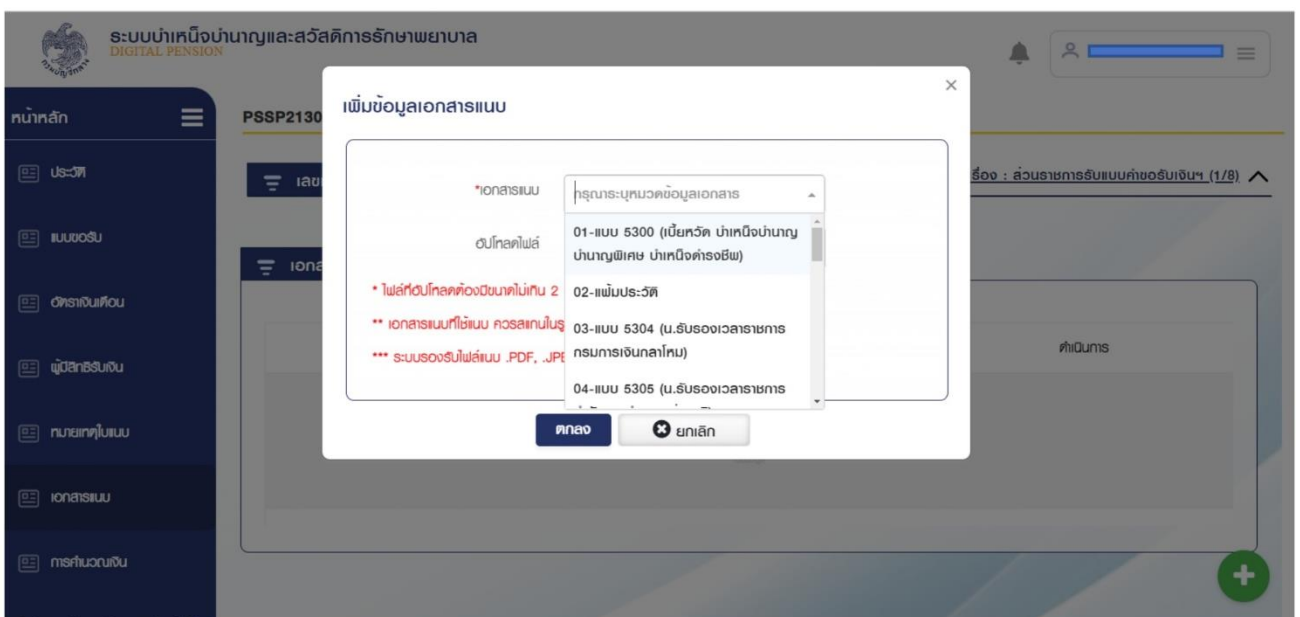 ระบบบำเหน็จบำนาญและสวัสดิการรักษาพยาบาล
DIGITAL PENSION
กรมบัญชีกลาง
หน้าหลัก
PSSP2130
เพิ่มข้อมูลเอกสารแนบ
×
ประวัติ
รื่อง : ส่วนราชการรับแบบคำขอรับเงินฯ (1/8)
*เอกสารแนบ
กรุณาระบุหมวดข้อมูลเอกสาร
01-แบบ 5300 (เบี้ยหวัด บำเหน็จบำนาญ
บำนาญพิเศษ บำเหน็จดำรงชีพ)
แบบขอรับ
อัปโหลดไฟล์
เอกส
02-แฟ้มประวัติ
* ไฟล์ที่อัปโหลดต้องมีขนาดไม่เกิน 2
อัตราเงินเดือน
** เอกสารแนบที่ใช้แนบ ควรสแกนในรู
03-แบบ 5304 (น.รับรองเวลาราชการ
กรมการเงินกลาโหม)
*** ระบบรองรับไฟล์แนบ .PDF, .JPE
ดำเนินการ
ผู้มีสิทธิรับเงิน
04-แบบ 5305 (น.รับรองเวลาราชการ
หมายเหตุใบแนบ
ตกลง
ยกเลิก
เอกสารแนบ
การคำนวณเงิน